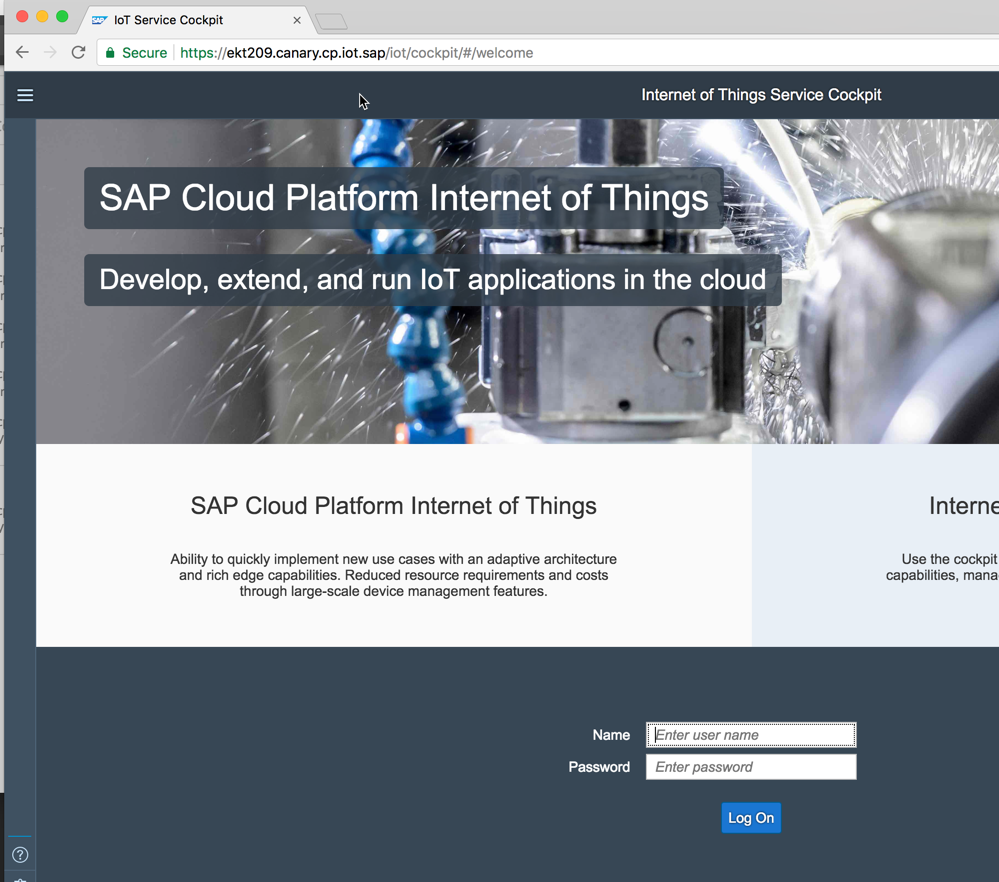 SAP IoT Service Cockpit
Secure https://ekt209.canary.cp.iot.sap/iot/cockpit/#/welcome
Internet of Things Service Cockpit
SAP Cloud Platform Internet of Things
Develop, extend, and run IoT applications in the cloud
SAP Cloud Platform Internet of Things
Ability to quickly implement new use cases with an adaptive architecture
and rich edge capabilities. Reduced resource requirements and costs
through large-scale device management features.
Interne
Use the cockpit
capabilities, mana
Name Enter user name
Password Enter password
Log On